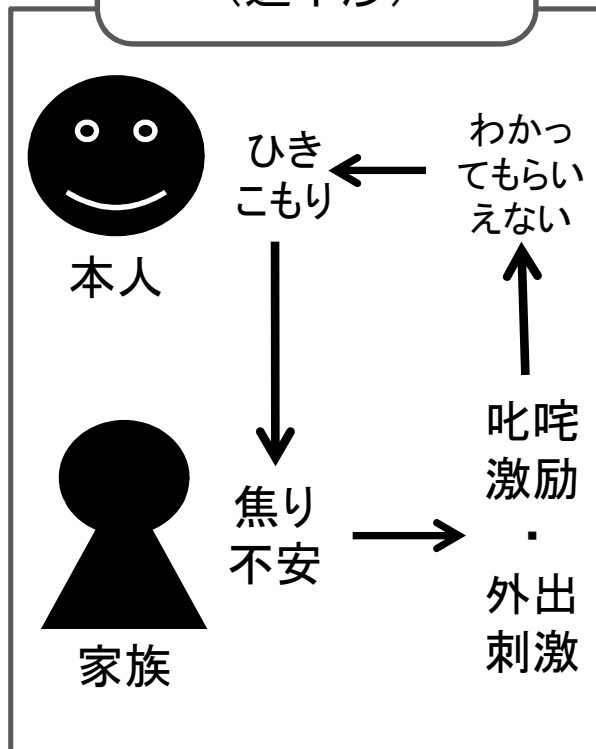 ひき
こもり
わかっ
てもらい
えない
本人
焦り
不安
叱咤
激励
・
外出
刺激
家族